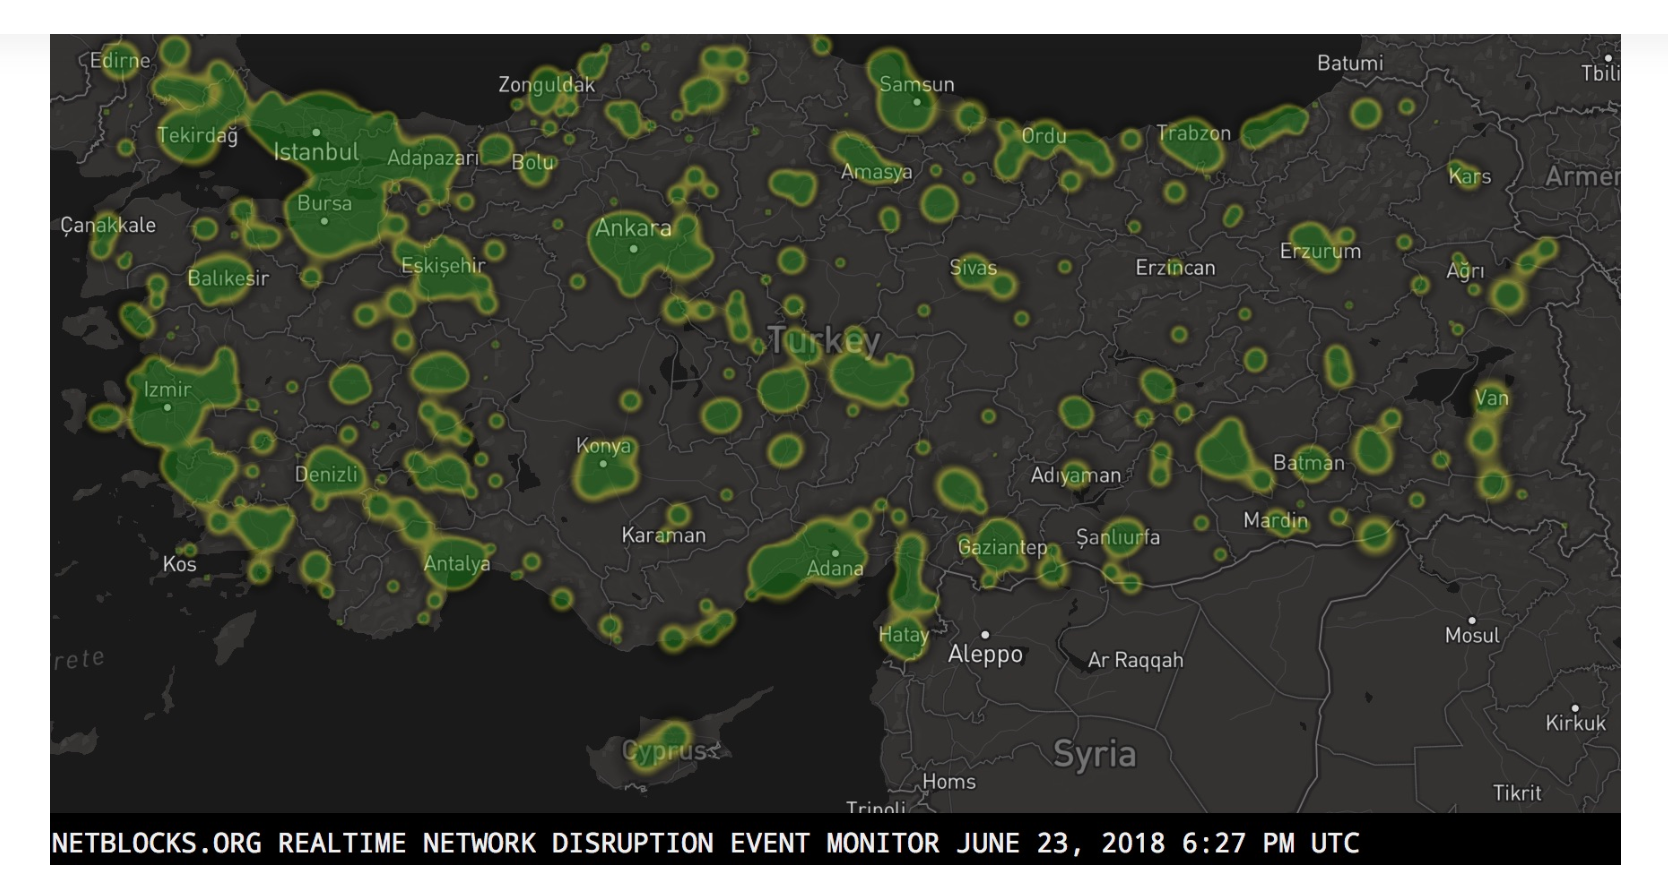 Edirne
Batumi
Tbili
Zonguldak
Samsun
Tekirdağ
Istanbul
Adapazarı
Bolu
Ordu
Trabzon
Amasya
Kars
Armer
Çanakkale
Bursa
Ankara
Balıkesir
Eskişehir
Sivas
Erzincan
Erzurum
Ağrı
Turkey
Izmir
Van
Konya
Denizli
Adıyaman
Batman
Karaman
Mardin
Kos
Antalya
Adana
Gaziantep
Şanlıurfa
Hatay
Aleppo
Ar Raqqah
Mosul
rete
Cyprus
Syria
Kirkuk
Homs
Tikrit
Tripoli
NETBLOCKS.ORG REALTIME NETWORK DISRUPTION EVENT MONITOR JUNE 23, 2018 6:27 PM UTC